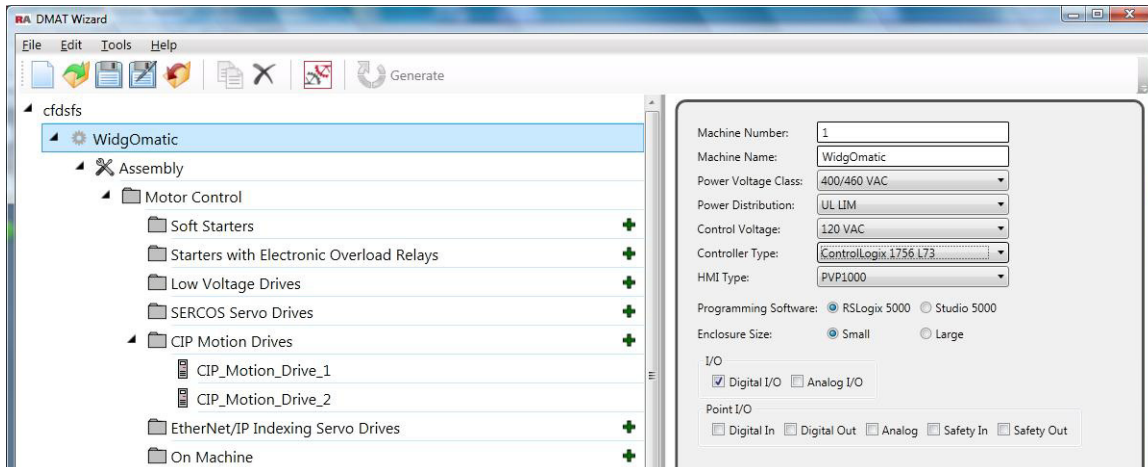 RA DMAT Wizard
File Edit Tools Help
Generate
cfdsfs
WidgOmatic
Assembly
Motor Control
Soft Starters
Starters with Electronic Overload Relays
Low Voltage Drives
SERCOS Servo Drives
CIP Motion Drives
CIP_Motion_Drive_1
CIP_Motion_Drive_2
EtherNet/IP Indexing Servo Drives
On Machine
Machine Number: 1
Machine Name: WidgOmatic
Power Voltage Class: 400/460 VAC
Power Distribution: UL LIM
Control Voltage: 120 VAC
Controller Type: ControlLogix 1756 L73
HMI Type: PVP1000
Programming Software: RSLogix 5000 Studio 5000
Enclosure Size: Small Large
I/O
Digital I/O Analog I/O
Point I/O
Digital In Digital Out Analog Safety In Safety Out